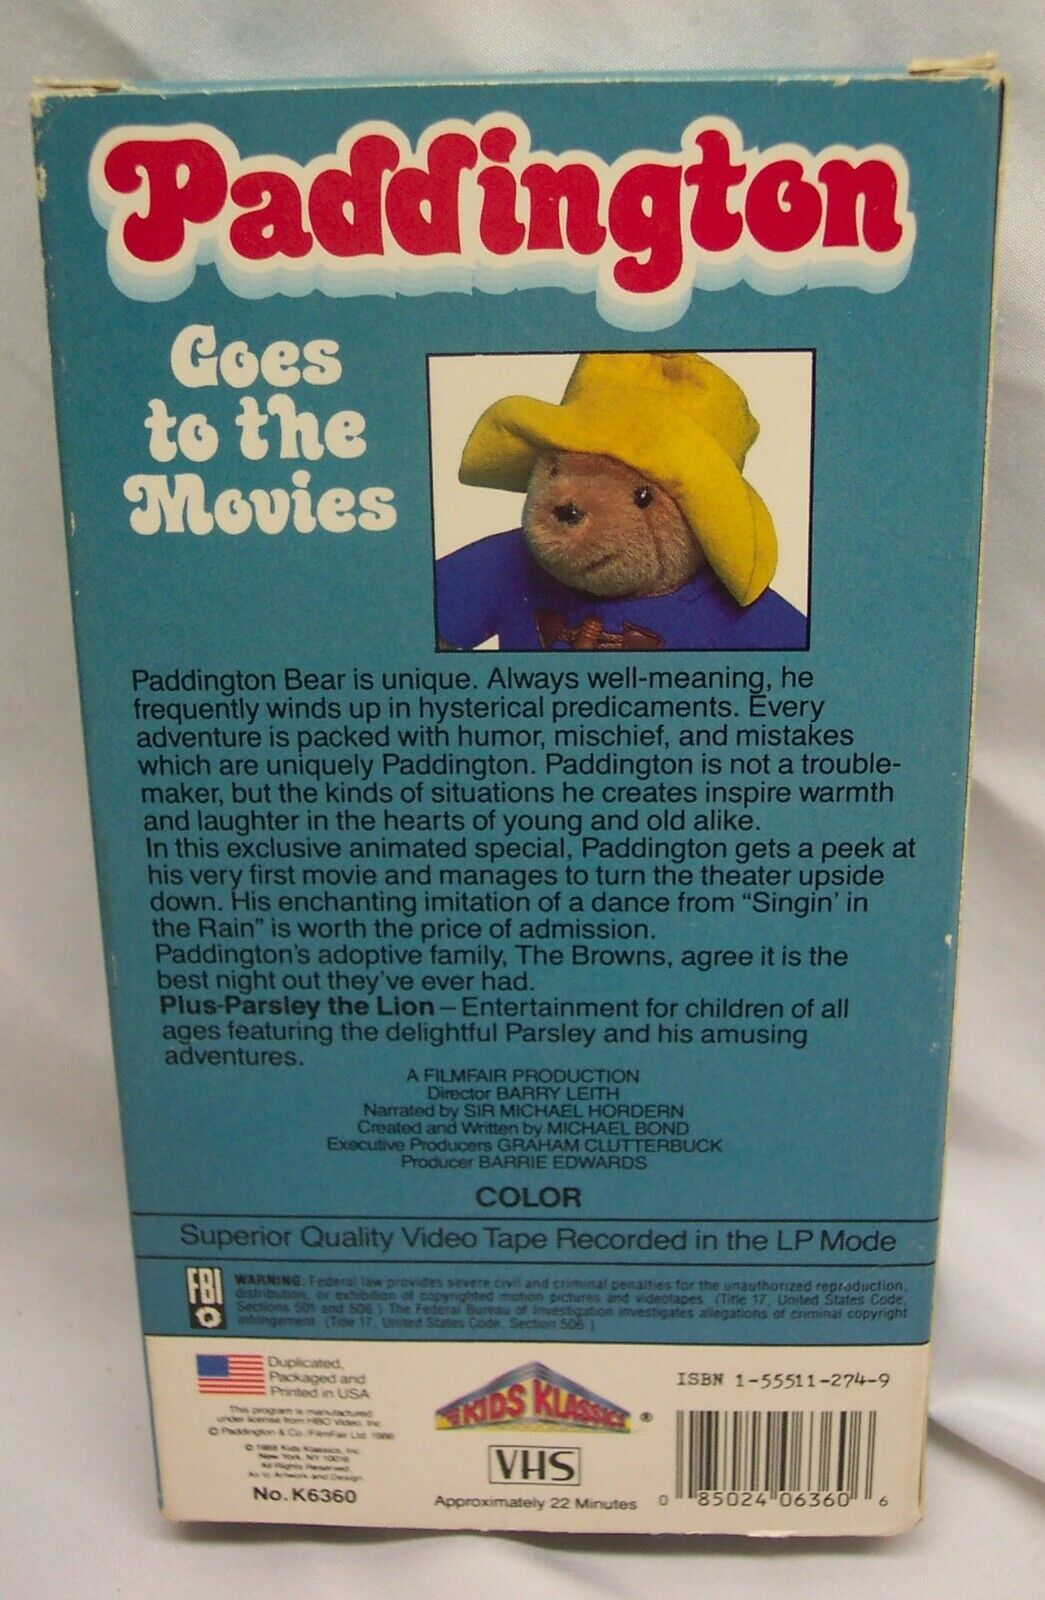 Paddington
Goes
to the
Movies
Paddington Bear is unique. Always well-meaning, he
frequently winds up in hysterical predicaments. Every
adventure is packed with humor, mischief, and mistakes
which are uniquely Paddington. Paddington is not a trouble-
maker, but the kinds of situations he creates inspire warmth
and laughter in the hearts of young and old alike.
In this exclusive animated special, Paddington gets a peek at
his very first movie and manages to turn the theater upside
down. His enchanting imitation of a dance from “Singin’ in
the Rain” is worth the price of admission.
Paddington's adoptive family, The Browns, agree it is the
best night out they've ever had.
Plus-Parsley the Lion – Entertainment for children of all
ages featuring the delightful Parsley and his amusing
adventures.
A FILMFAIR PRODUCTION
Director BARRY LEITH
Narrated by SIR MICHAEL HORDERN
Created and Written by MICHAEL BOND
Executive Producers GRAHAM CLUTTERBUCK
Producer BARRIE EDWARDS
COLOR
Superior Quality Video Tape Recorded in the LP Mode
FBI
WARNING: Federal law provides severe civil and criminal penalties for the unauthorized reproduction,
distribution, or exhibition of copyrighted motion pictures and videotapes. (Title 17, United States Code,
Sections 501 and 506.) The Federal Bureau of Investigation investigates allegations of criminal copyright
infringement. (Title 17, United States Code, Section 506.)
Duplicated,
Packaged and
Printed in USA
This program is manufactured
under license from HBO Video, Inc.
© Paddington & Co./FilmFair Ltd. 1986
© 1988 Kids Klassics, Inc.
New York, NY 10016
All Rights Reserved
As to Artwork and Design
No. K6360
KIDS KLASSICS ®
VHS
Approximately 22 Minutes
ISBN 1-55511-274-9
0 85024 06360 6